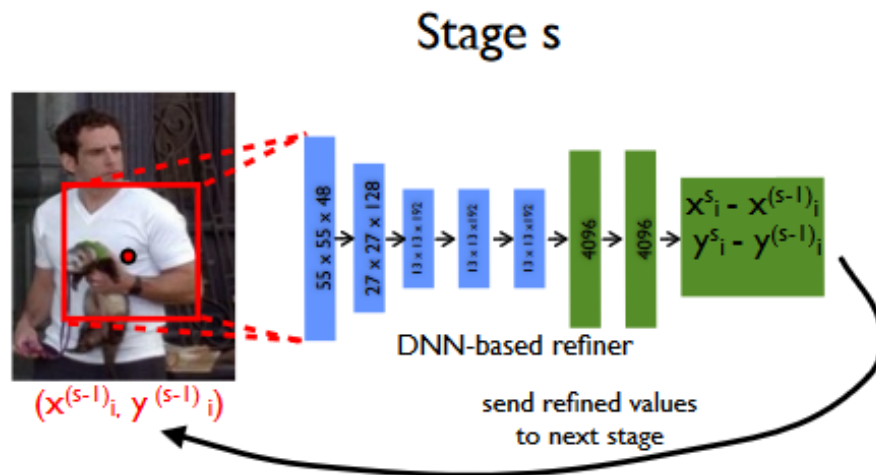 Stage s
55 x 55 x 48
27 x 27 x 128
13 x 13 x 192
13 x 13 x 192
13 x 13 x 192
4096
4096
xˢᵢ - x⁽ˢ⁻¹⁾ᵢ
yˢᵢ - y⁽ˢ⁻¹⁾ᵢ
DNN-based refiner
(x⁽ˢ⁻¹⁾ᵢ, y⁽ˢ⁻¹⁾ᵢ)
send refined values
to next stage